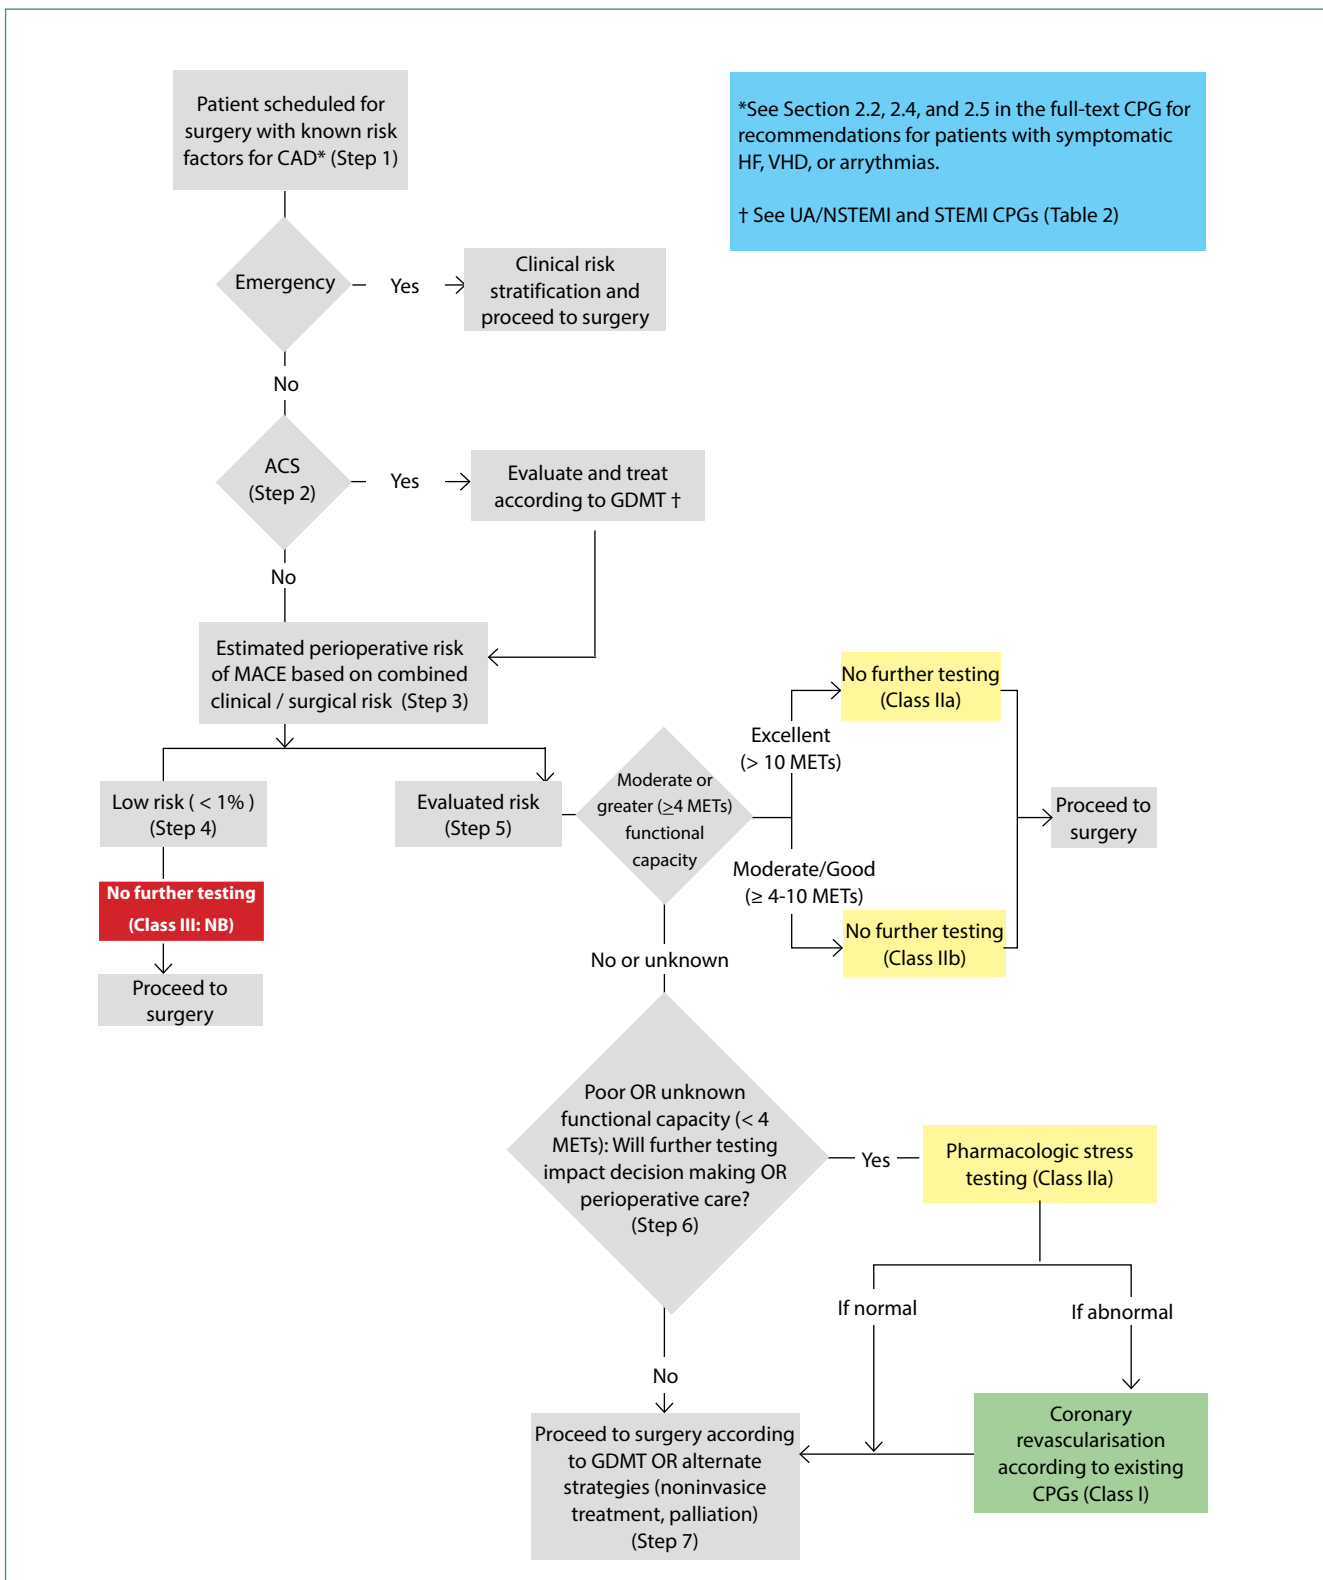 Patient scheduled for
surgery with known risk
factors for CAD* (Step 1)
*See Section 2.2, 2.4, and 2.5 in the full-text CPG for
recommendations for patients with symptomatic
HF, VHD, or arrythmias.
† See UA/NSTEMI and STEMI CPGs (Table 2)
Emergency
Yes
Clinical risk
stratification and
proceed to surgery
No
ACS
(Step 2)
Yes
Evaluate and treat
according to GDMT †
No
Estimated perioperative risk
of MACE based on combined
clinical / surgical risk (Step 3)
Low risk ( < 1% )
(Step 4)
No further testing
(Class III: NB)
Proceed to
surgery
Evaluated risk
(Step 5)
Moderate or
greater (≥4 METs)
functional
capacity
Excellent
(> 10 METs)
No further testing
(Class IIa)
Moderate/Good
(≥ 4-10 METs)
No further testing
(Class IIb)
Proceed to
surgery
No or unknown
Poor OR unknown
functional capacity (< 4
METs): Will further testing
impact decision making OR
perioperative care?
(Step 6)
Yes
Pharmacologic stress
testing (Class IIa)
If normal
If abnormal
No
Proceed to surgery according
to GDMT OR alternate
strategies (noninvasice
treatment, palliation)
(Step 7)
Coronary
revascularisation
according to existing
CPGs (Class I)